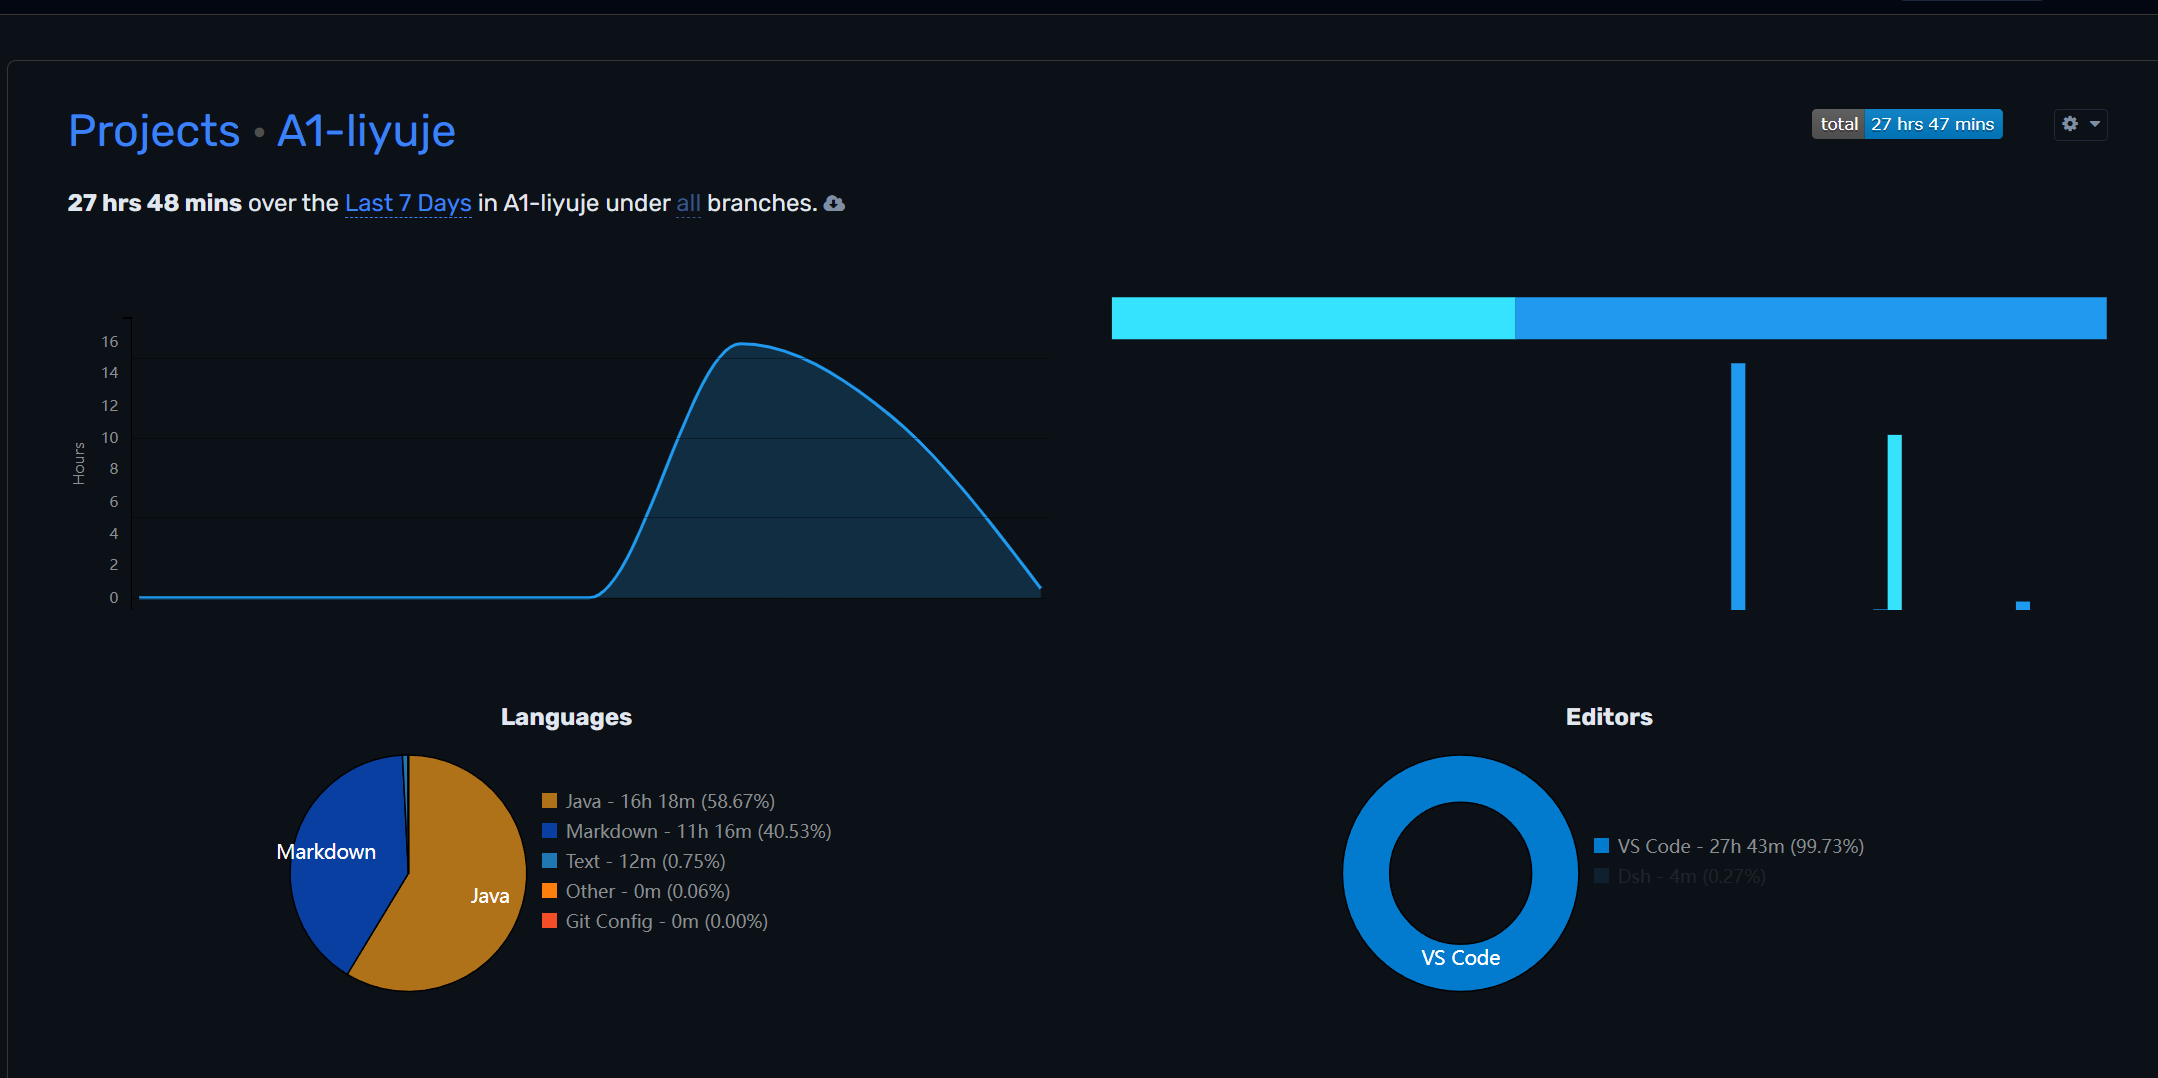 Projects • A1-liyuje
total 27 hrs 47 mins
27 hrs 48 mins over the Last 7 Days in A1-liyuje under all branches.
Hours
16
14
12
10
8
6
4
2
0
Languages
Markdown
Java
Java - 16h 18m (58.67%)
Markdown - 11h 16m (40.53%)
Text - 12m (0.75%)
Other - 0m (0.06%)
Git Config - 0m (0.00%)
Editors
VS Code
VS Code - 27h 43m (99.73%)
Dsh - 4m (0.27%)